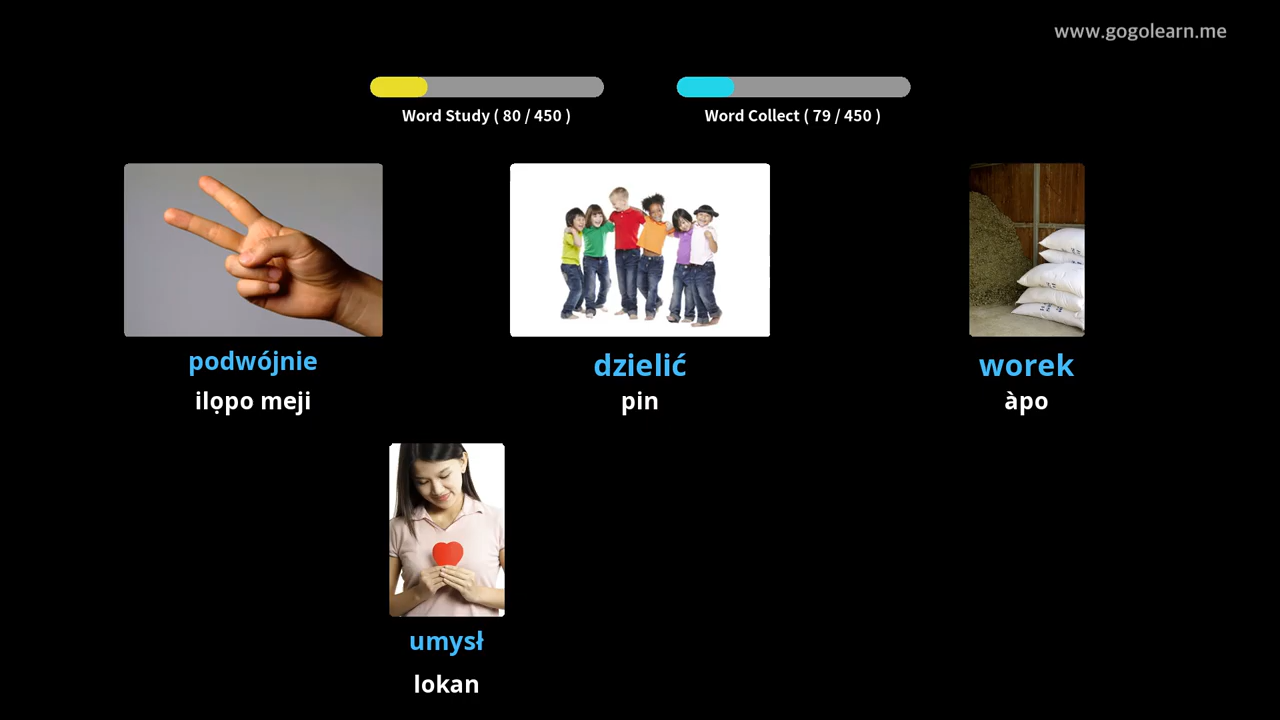 www.gogolearn.me
Word Study ( 80 / 450 )
Word Collect ( 79 / 450 )
podwójnie
ilọpo meji
dzielić
pin
worek
àpo
umysł
lokan